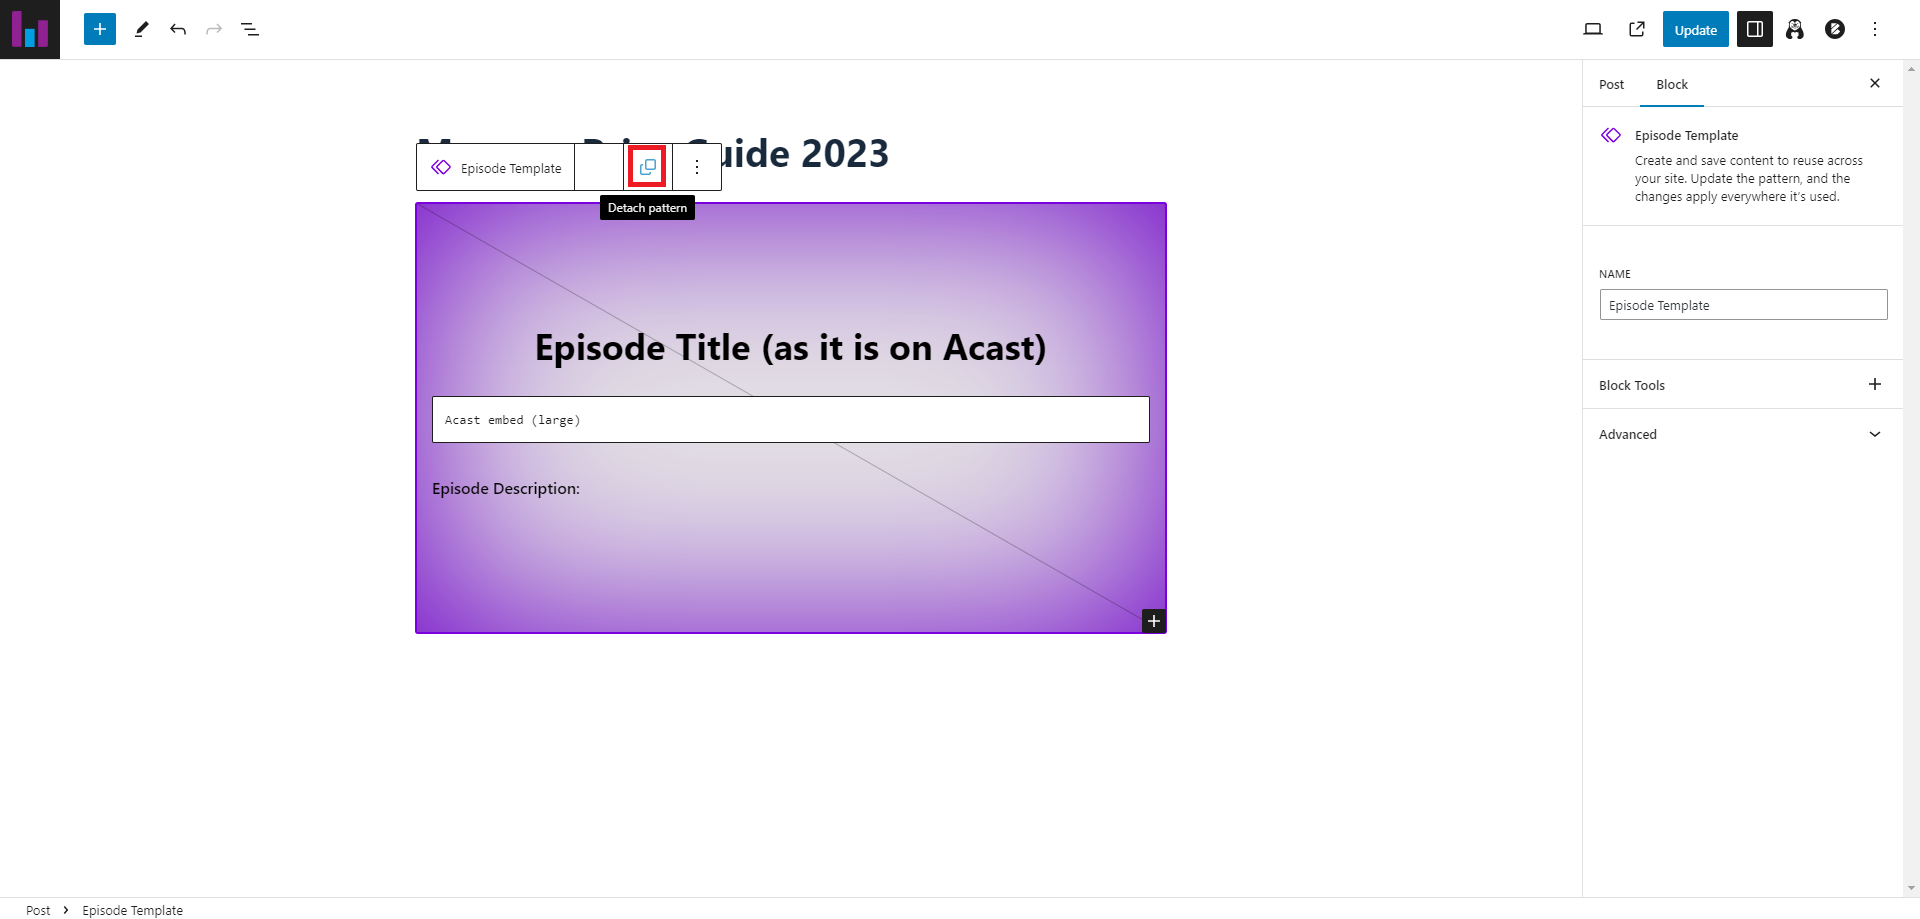 Update
Post
Block
Episode Template
Create and save content to reuse across
your site. Update the pattern, and the
changes apply everywhere it's used.
NAME
Episode Template
Block Tools
Advanced
Guide 2023
Episode Template
Detach pattern
Episode Title (as it is on Acast)
Acast embed (large)
Episode Description:
Post
Episode Template